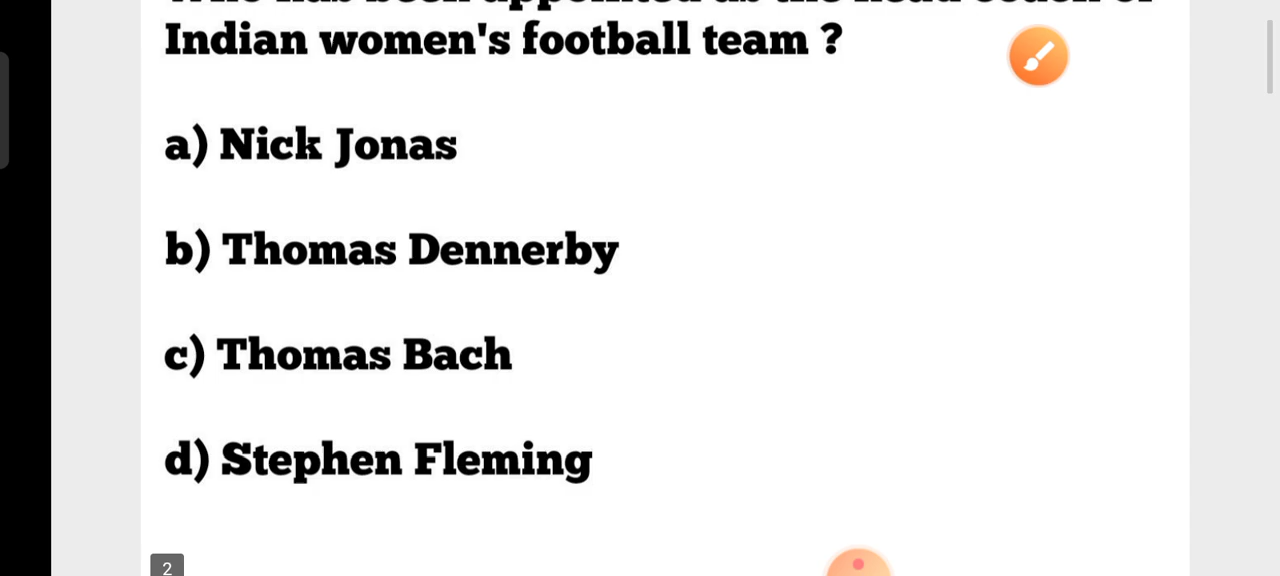 Who has been appointed as the head coach of
Indian women's football team ?
a) Nick Jonas
b) Thomas Dennerby
c) Thomas Bach
d) Stephen Fleming
2